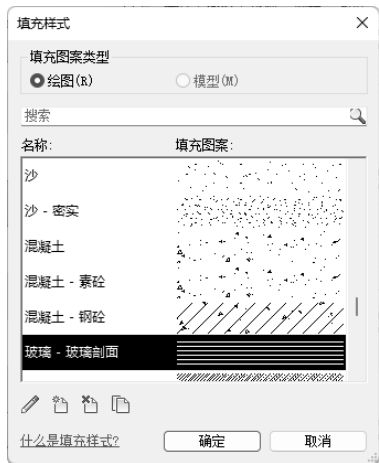 填充样式
填充图案类型
绘图(R) 模型(M)
搜索
名称: 填充图案:
沙
沙 - 密实
混凝土
混凝土 - 素砼
混凝土 - 钢砼
玻璃 - 玻璃剖面
什么是填充样式? 确定 取消